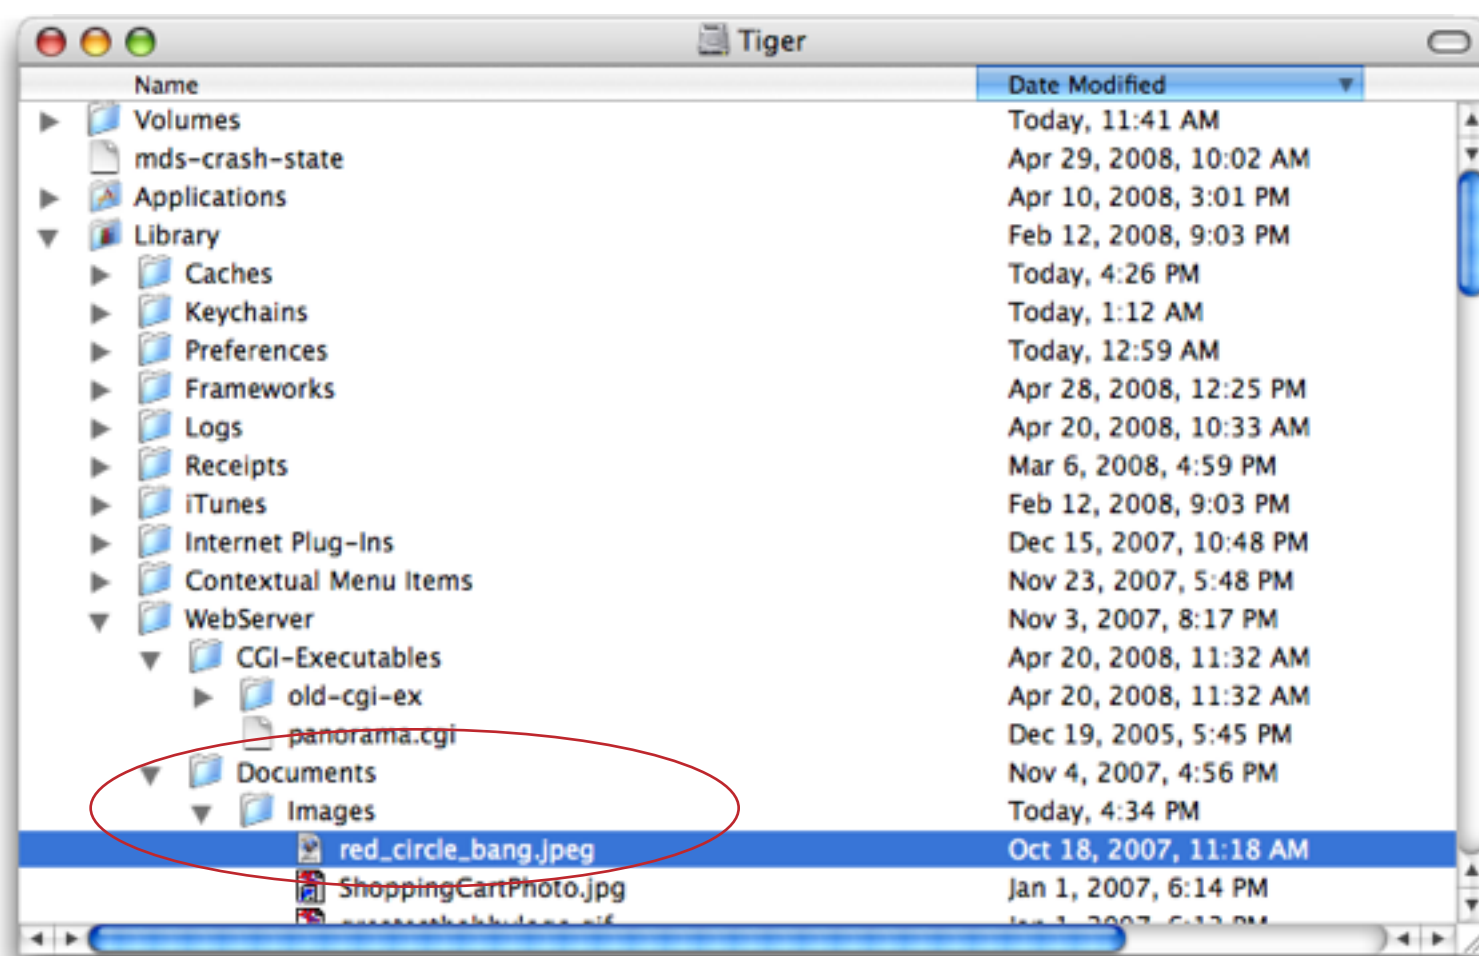 Tiger
Name Date Modified
Volumes Today, 11:41 AM
mds-crash-state Apr 29, 2008, 10:02 AM
Applications Apr 10, 2008, 3:01 PM
Library Feb 12, 2008, 9:03 PM
Caches Today, 4:26 PM
Keychains Today, 1:12 AM
Preferences Today, 12:59 AM
Frameworks Apr 28, 2008, 12:25 PM
Logs Apr 20, 2008, 10:33 AM
Receipts Mar 6, 2008, 4:59 PM
iTunes Feb 12, 2008, 9:03 PM
Internet Plug-Ins Dec 15, 2007, 10:48 PM
Contextual Menu Items Nov 23, 2007, 5:48 PM
WebServer Nov 3, 2007, 8:17 PM
CGI-Executables Apr 20, 2008, 11:32 AM
old-cgi-ex Apr 20, 2008, 11:32 AM
panorama.cgi Dec 19, 2005, 5:45 PM
Documents Nov 4, 2007, 4:56 PM
Images Today, 4:34 PM
red_circle_bang.jpeg Oct 18, 2007, 11:18 AM
ShoppingCartPhoto.jpg Jan 1, 2007, 6:14 PM